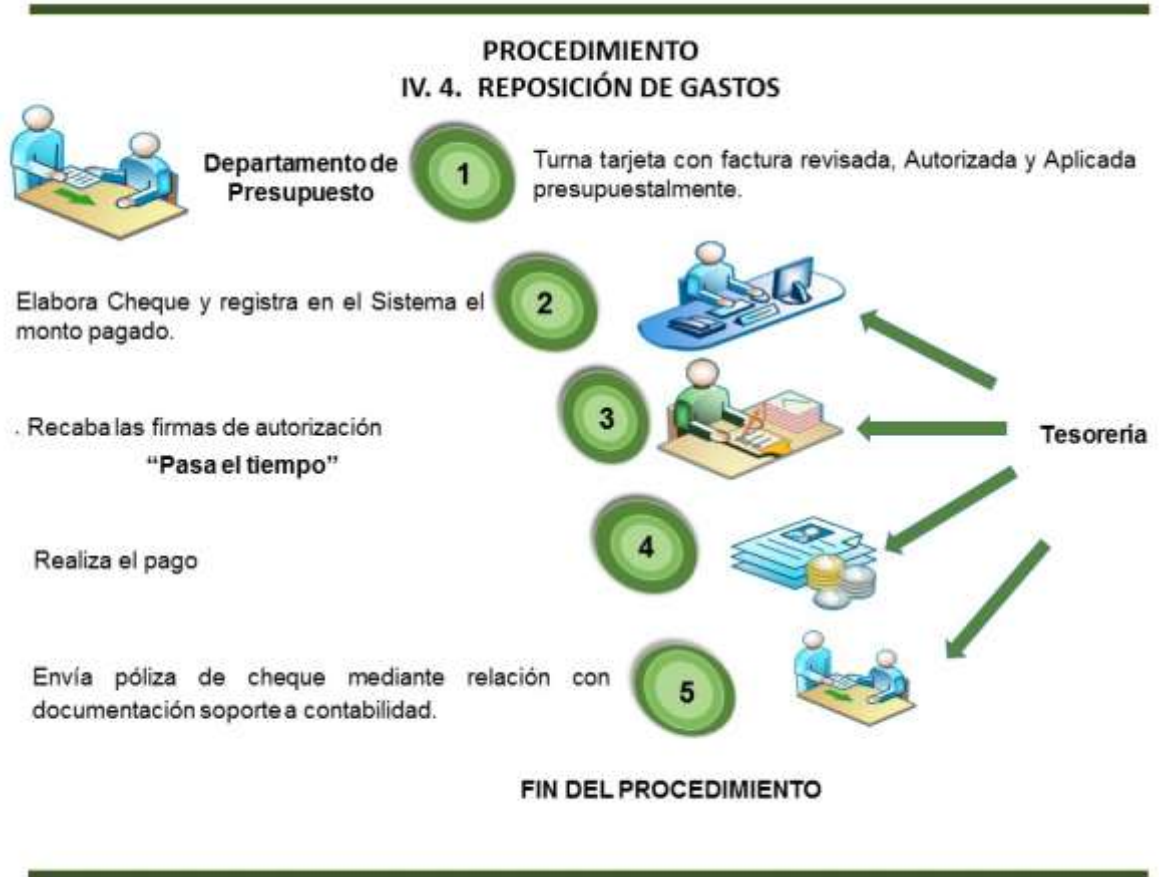 PROCEDIMIENTO
IV. 4. REPOSICIÓN DE GASTOS
Departamento de
Presupuesto
1
Turna tarjeta con factura revisada, Autorizada y Aplicada
presupuestalmente.
Elabora Cheque y registra en el Sistema el
monto pagado.
2
. Recaba las firmas de autorización
“Pasa el tiempo”
3
Tesorería
Realiza el pago
4
Envía póliza de cheque mediante relación con
documentación soporte a contabilidad.
5
FIN DEL PROCEDIMIENTO